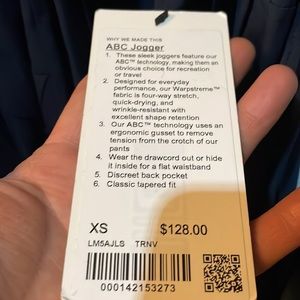 WHY WE MADE THIS
ABC Jogger
1. These sleek joggers feature our
ABC™ technology, making them an
obvious choice for recreation
or travel
2. Designed for everyday
performance, our Warpstreme™
fabric is four-way stretch,
quick-drying, and
wrinkle-resistant with
excellent shape retention
3. Our ABC™ technology uses an
ergonomic gusset to remove
tension from the crotch of our
pants
4. Wear the drawcord out or hide
it inside for a flat waistband
5. Discreet back pocket
6. Classic tapered fit
XS $128.00
LM5AJLS TRNV
000142153273